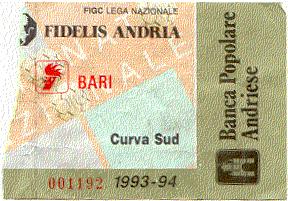 FIGC LEGA NAZIONALE
FIDELIS ANDRIA
BARI
Curva Sud
001192 1993-94
Banca Popolare
Andriese